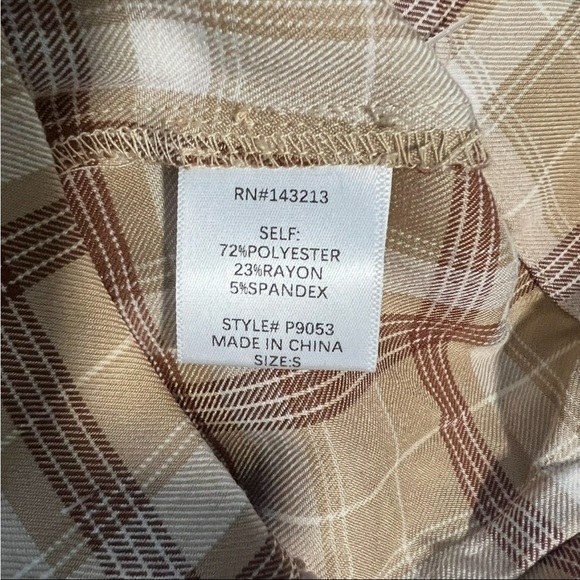 RN#143213
SELF:
72%POLYESTER
23%RAYON
5%SPANDEX
STYLE# P9053
MADE IN CHINA
SIZE:S